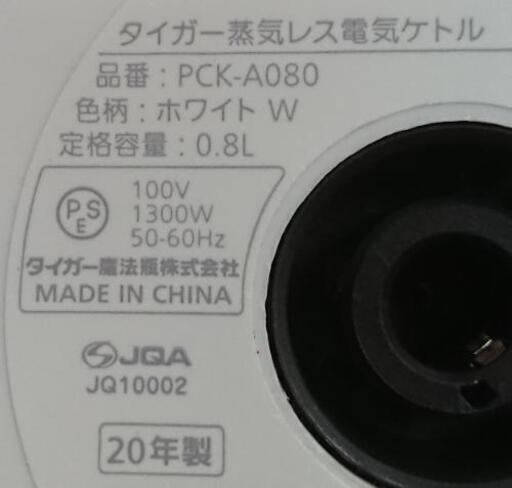 タイガー蒸気レス電気ケトル
品番：PCK-A080
色柄：ホワイト W
定格容量：0.8L
PSE
100V
1300W
50-60Hz
タイガー魔法瓶株式会社
MADE IN CHINA
JQA
JQ10002
20年製